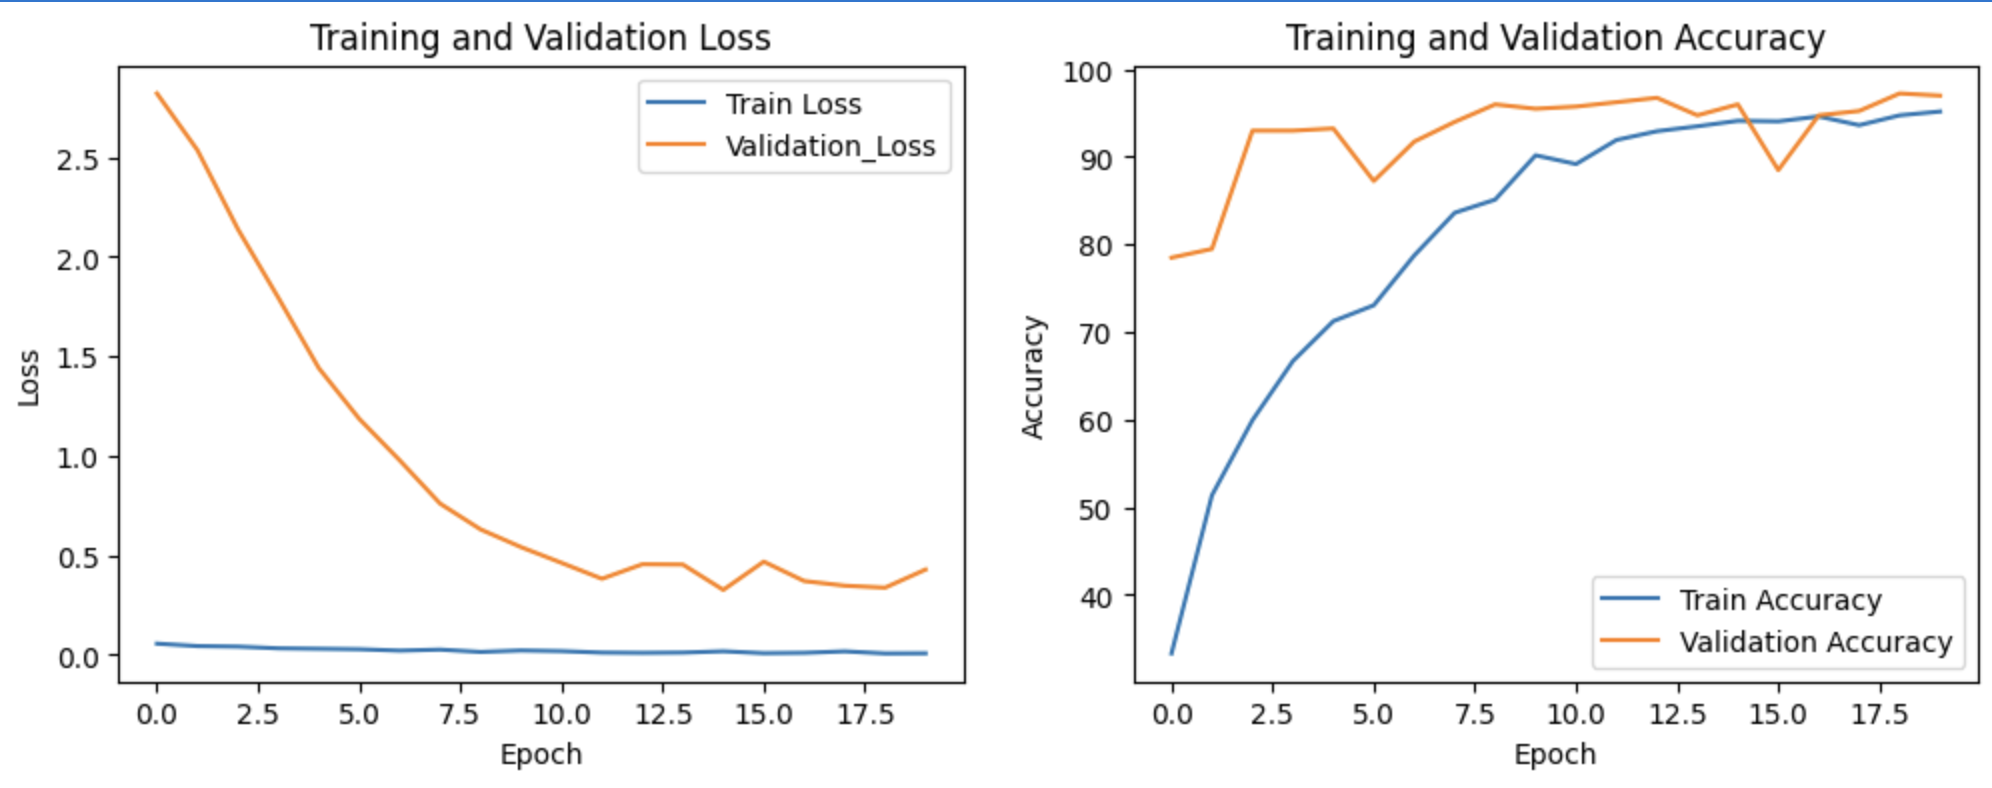 Training and Validation Loss
Train Loss
Validation_Loss
2.5
2.0
1.5
1.0
0.5
0.0
Loss
0.0 2.5 5.0 7.5 10.0 12.5 15.0 17.5
Epoch
Training and Validation Accuracy
100
90
80
70
60
50
40
Accuracy
Train Accuracy
Validation Accuracy
0.0 2.5 5.0 7.5 10.0 12.5 15.0 17.5
Epoch